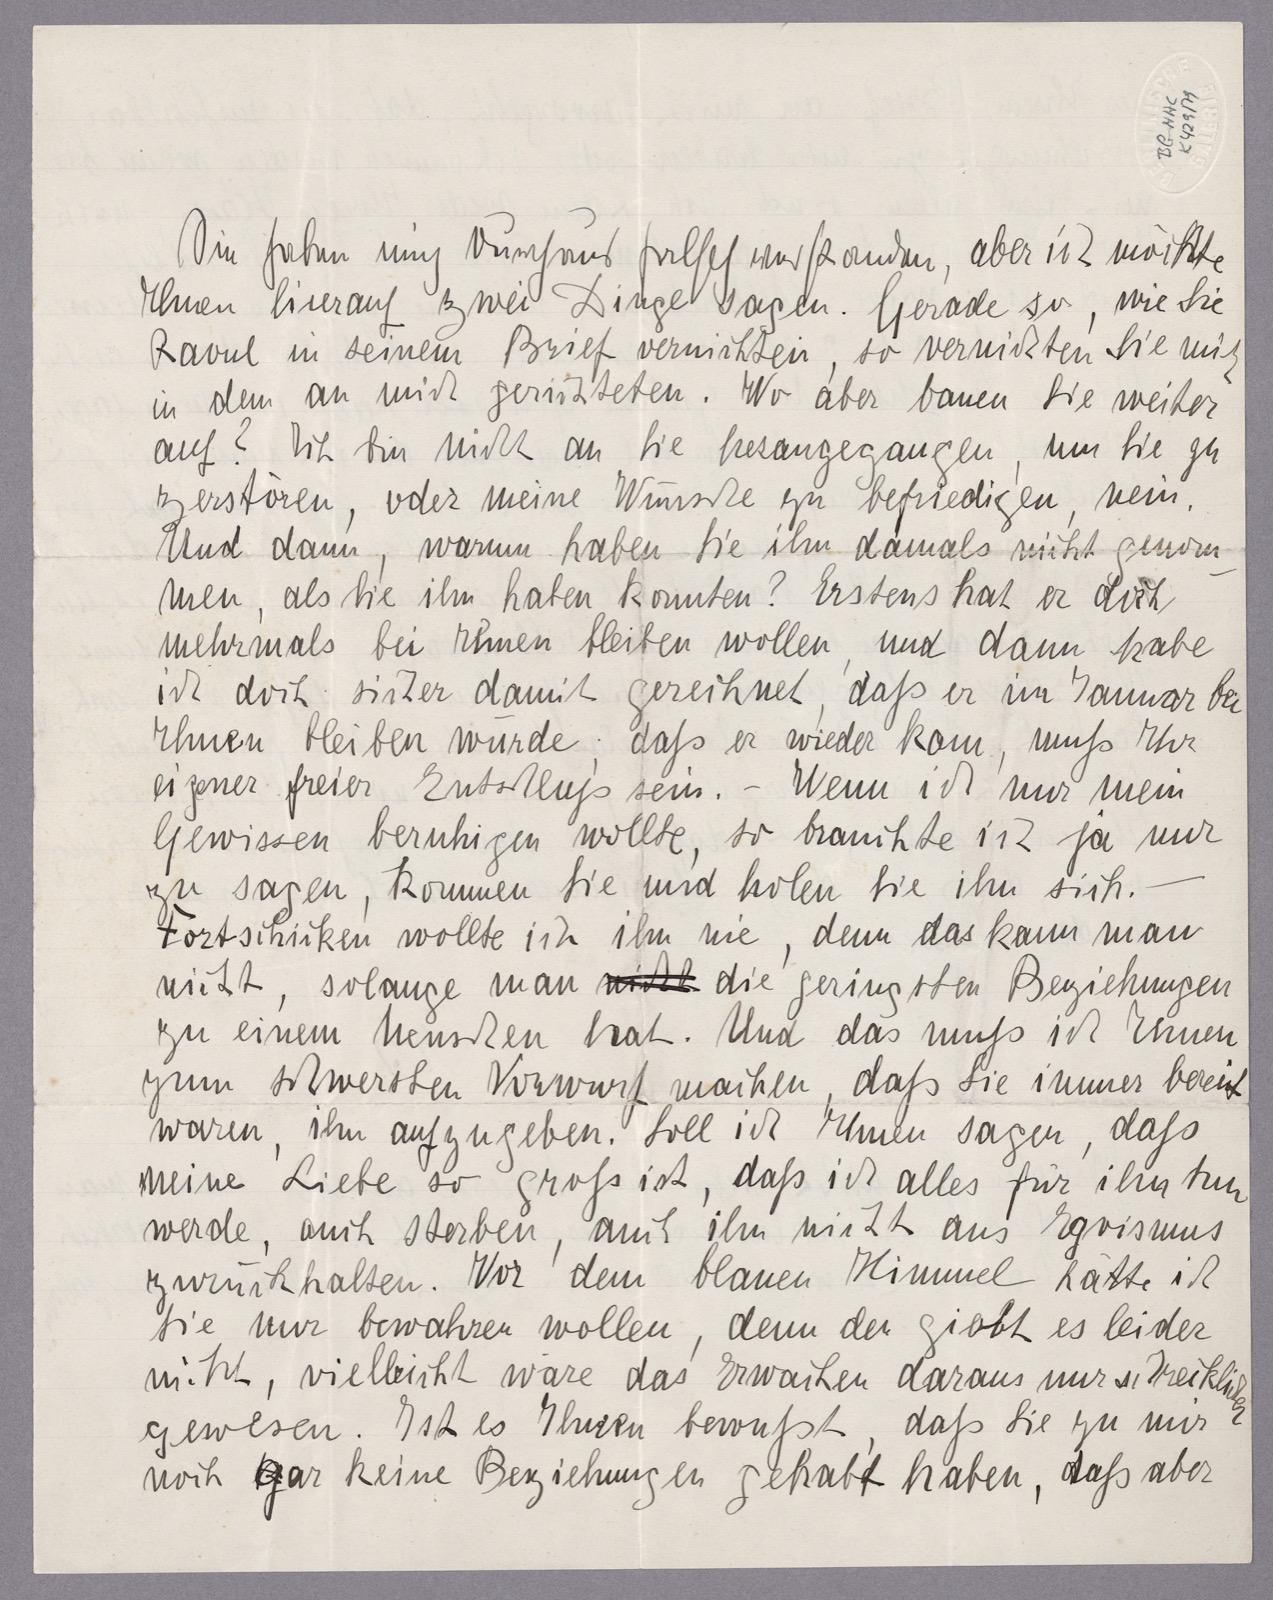 BG-HHC
K 429/79
Sie haben mich durchaus falsch verstanden, aber ich möchte
Ihnen hierauf zwei Dinge sagen. Gerade so, wie Sie
Raoul in seinem Brief vernichten, so vernichten Sie mich
in dem an mich gerichteten. Wo aber bauen Sie weiter
auf? Ich bin nicht an Sie herangegangen, um Sie zu
zerstören, oder meine Wünsche zu befriedigen, nein.
Und dann, warum haben Sie ihn damals nicht genom-
men, als Sie ihn haben konnten? Erstens hat er doch
mehrmals bei Ihnen bleiben wollen, und dann habe
ich doch sicher damit gerechnet, daß er im Januar bei
Ihnen bleiben würde; daß er wieder kam, muß Ihr
eigener freier Entschluß sein. – Wenn ich nur mein
Gewissen beruhigen wollte, so brauchte ich ja nur
zu sagen, kommen Sie und holen Sie ihn sich. –
Fortschicken wollte ich ihn nie, denn das kann man
nicht, solange man nicht die geringsten Beziehungen
zu einem Menschen hat. Und das muß ich Ihnen
zum schwersten Vorwurf machen, daß Sie immer bereit
waren, ihn aufzugeben. Soll ich Ihnen sagen, daß
meine Liebe so groß ist, daß ich alles für ihn tun
werde, auch sterben, auch ihn nicht aus Egoismus
zurückhalten. Vor dem blauen Himmel hätte ich
Sie nur bewahren wollen, denn den giebt es leider
nicht, vielleicht wäre das Erwachen daraus nur schrecklicher
gewesen. Ist es Ihnen bewußt, daß Sie zu mir
noch gar keine Beziehungen gehabt haben, daß aber